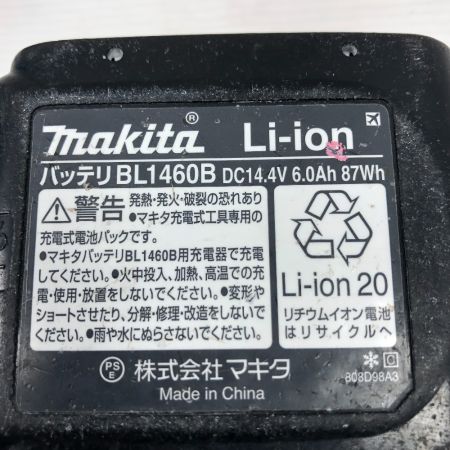 makita® Li-ion
バッテリ BL1460B DC14.4V 6.0Ah 87Wh
⚠警告 発熱・発火・破裂の恐れあり
●マキタ充電式工具専用の
充電式電池パックです。
●マキタバッテリBL1460B用充電器で充電
してください。●火中投入、加熱、高温での充
電・使用・放置をしないでください。●変形や
ショートさせたり、分解・修理・改造をしないで
ください。●雨や水にぬらさないでください。
Li-ion 20
リチウムイオン電池
はリサイクルへ
PS
E
株式会社 マキタ
Made in China
✻ C
808D98A3